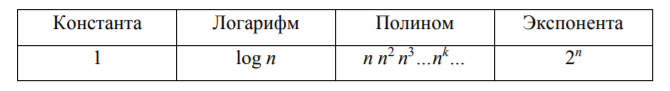 Константа Логарифм Полином Экспонента
1 log n n n² n³ ...nᵏ... 2ⁿ